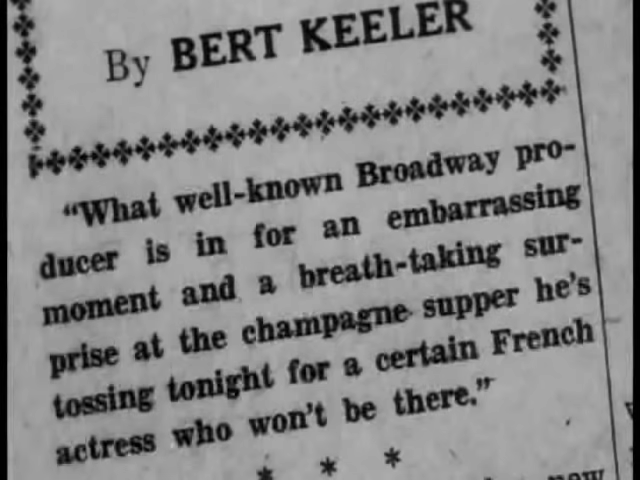 By BERT KEELER
"What well-known Broadway pro-
ducer is in for an embarrassing
moment and a breath-taking sur-
prise at the champagne supper he's
tossing tonight for a certain French
actress who won't be there."
* * *
now